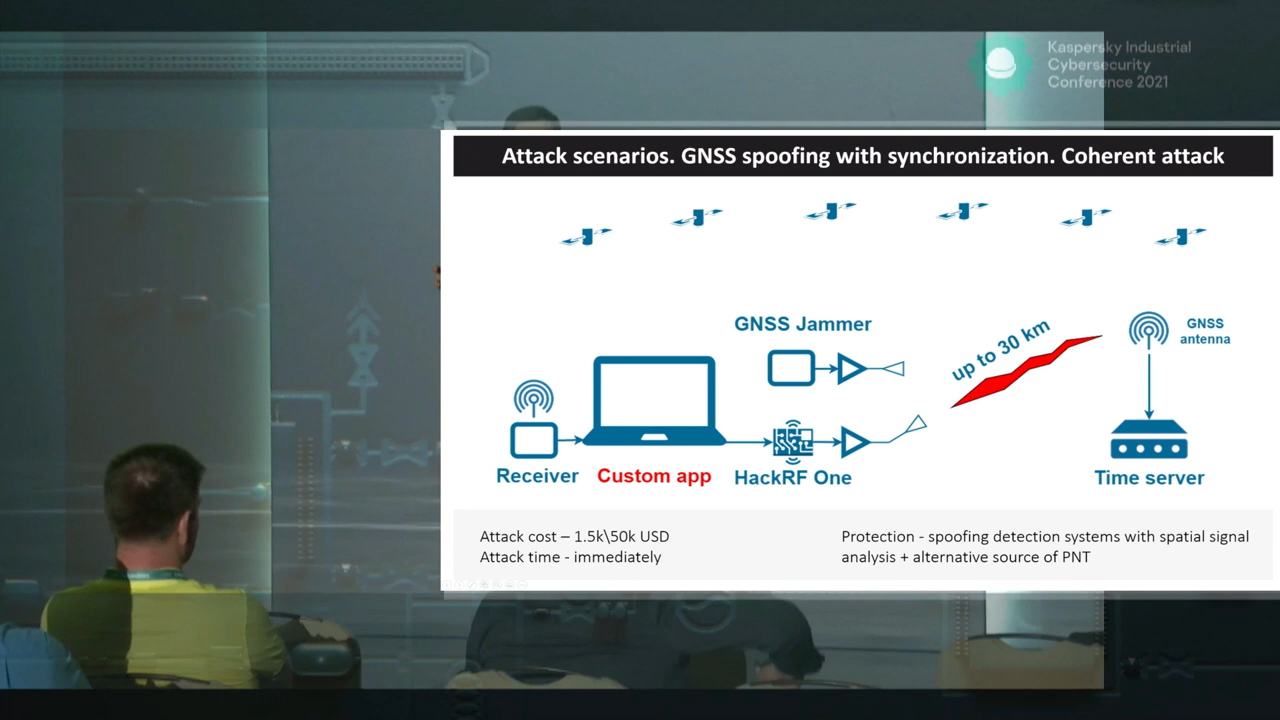 Kaspersky Industrial
Cybersecurity
Conference 2021
Attack scenarios. GNSS spoofing with synchronization. Coherent attack
GNSS Jammer
up to 30 km
GNSS
antenna
Receiver
Custom app
HackRF One
Time server
Attack cost – 1.5k\50k USD
Attack time - immediately
Protection - spoofing detection systems with spatial signal
analysis + alternative source of PNT